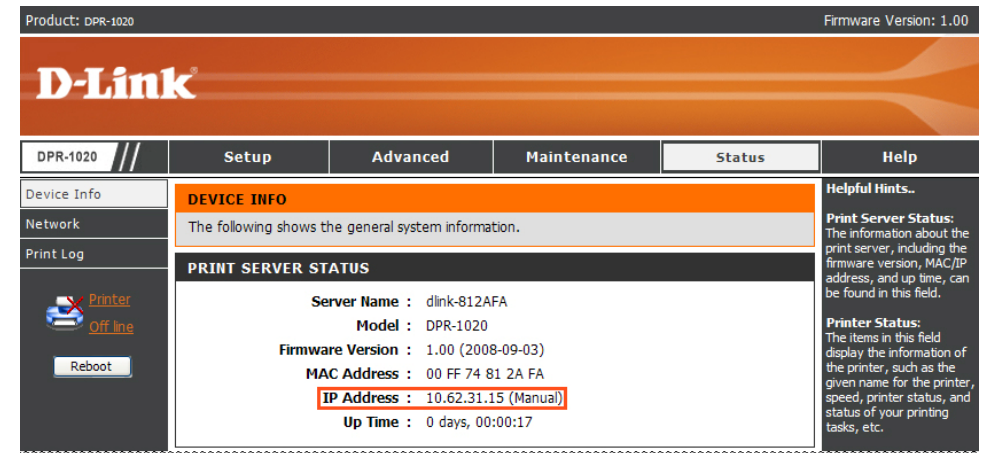 Product: DPR-1020
Firmware Version: 1.00
D-Link®
DPR-1020
Setup
Advanced
Maintenance
Status
Help
Device Info
Network
Print Log
Printer
Off line
Reboot
DEVICE INFO
The following shows the general system information.
PRINT SERVER STATUS
Server Name : dlink-812AFA
Model : DPR-1020
Firmware Version : 1.00 (2008-09-03)
MAC Address : 00 FF 74 81 2A FA
IP Address : 10.62.31.15 (Manual)
Up Time : 0 days, 00:00:17
Helpful Hints..
Print Server Status:
The information about the
print server, including the
firmware version, MAC/IP
address, and up time, can
be found in this field.
Printer Status:
The items in this field
display the information of
the printer, such as the
given name for the printer,
speed, printer status, and
status of your printing
tasks, etc.